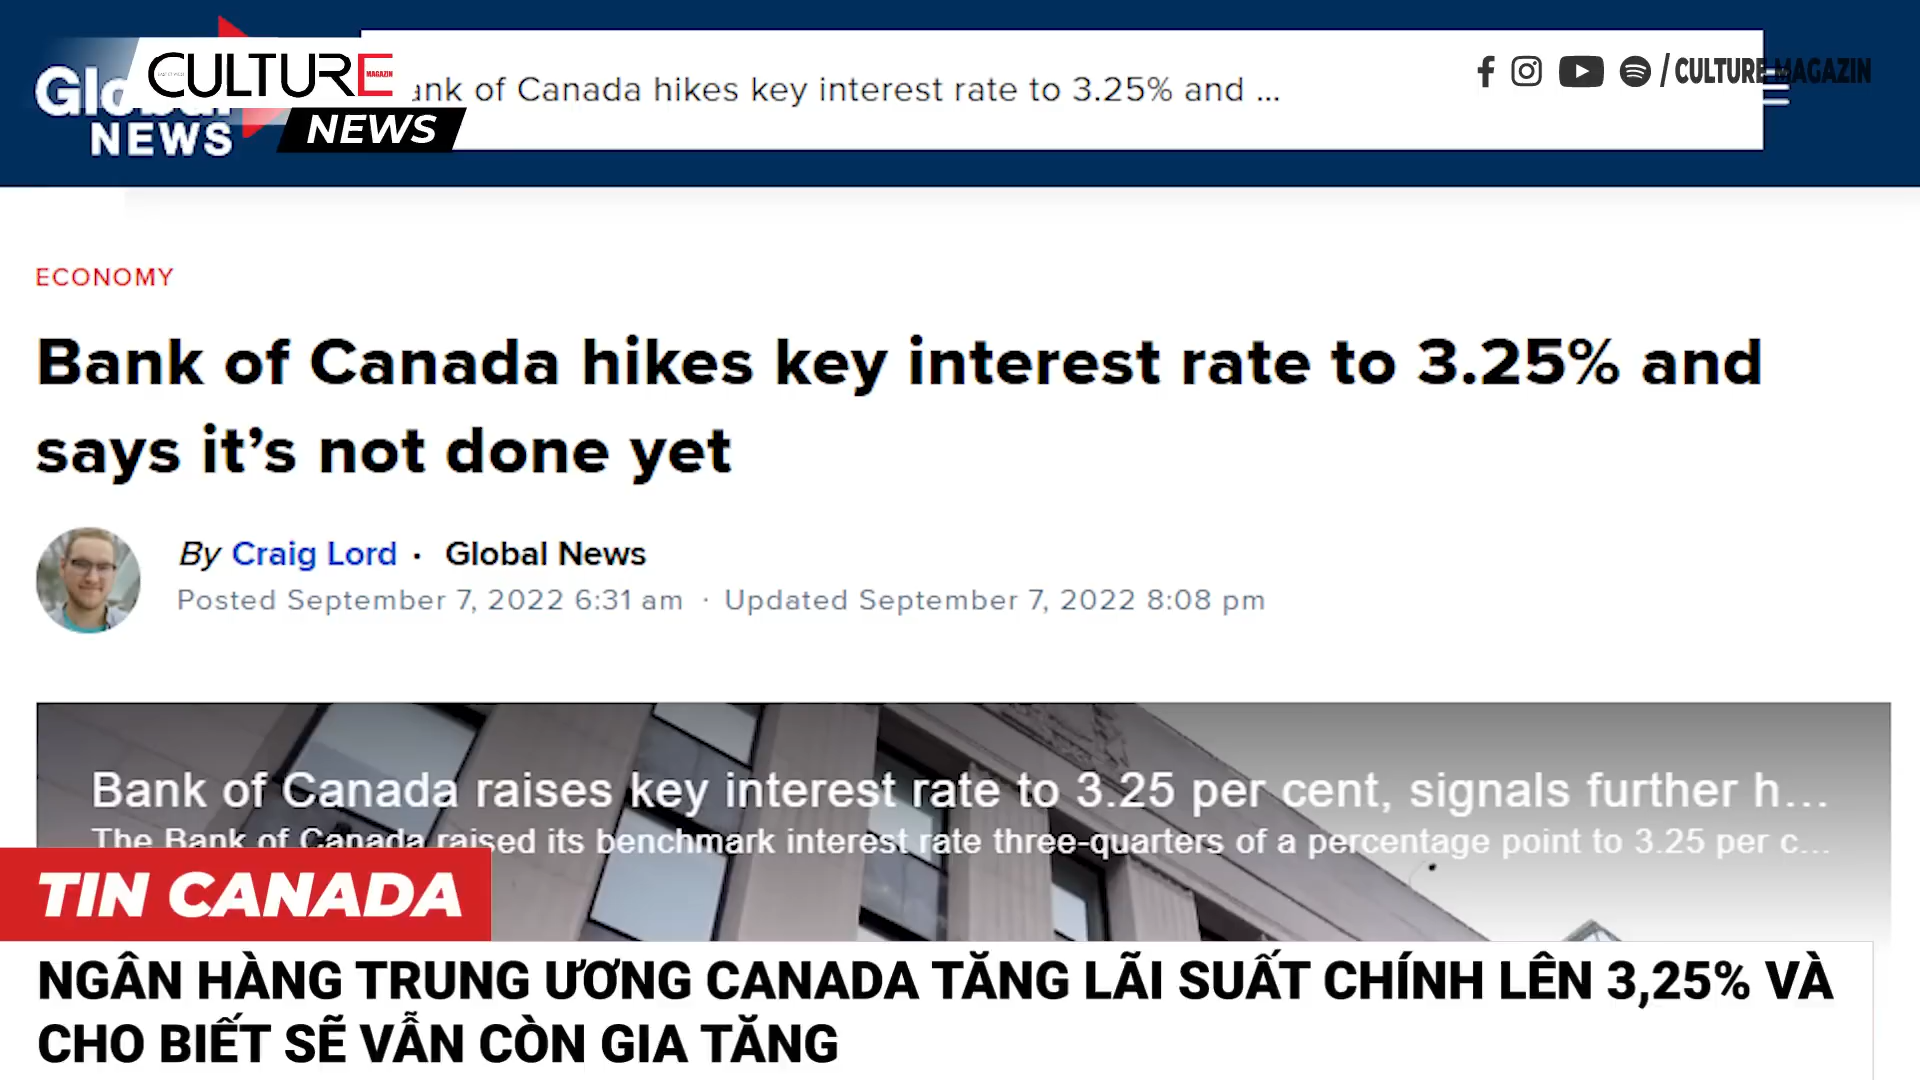 Global
NEWS
CULTURE
MAGAZIN
NEWS
ank of Canada hikes key interest rate to 3.25% and ...
/ CULTURE MAGAZIN
ECONOMY
Bank of Canada hikes key interest rate to 3.25% and
says it’s not done yet
By Craig Lord · Global News
Posted September 7, 2022 6:31 am · Updated September 7, 2022 8:08 pm
Bank of Canada raises key interest rate to 3.25 per cent, signals further h...
The Bank of Canada raised its benchmark interest rate three-quarters of a percentage point to 3.25 per c...
TIN CANADA
NGÂN HÀNG TRUNG ƯƠNG CANADA TĂNG LÃI SUẤT CHÍNH LÊN 3,25% VÀ
CHO BIẾT SẼ VẪN CÒN GIA TĂNG